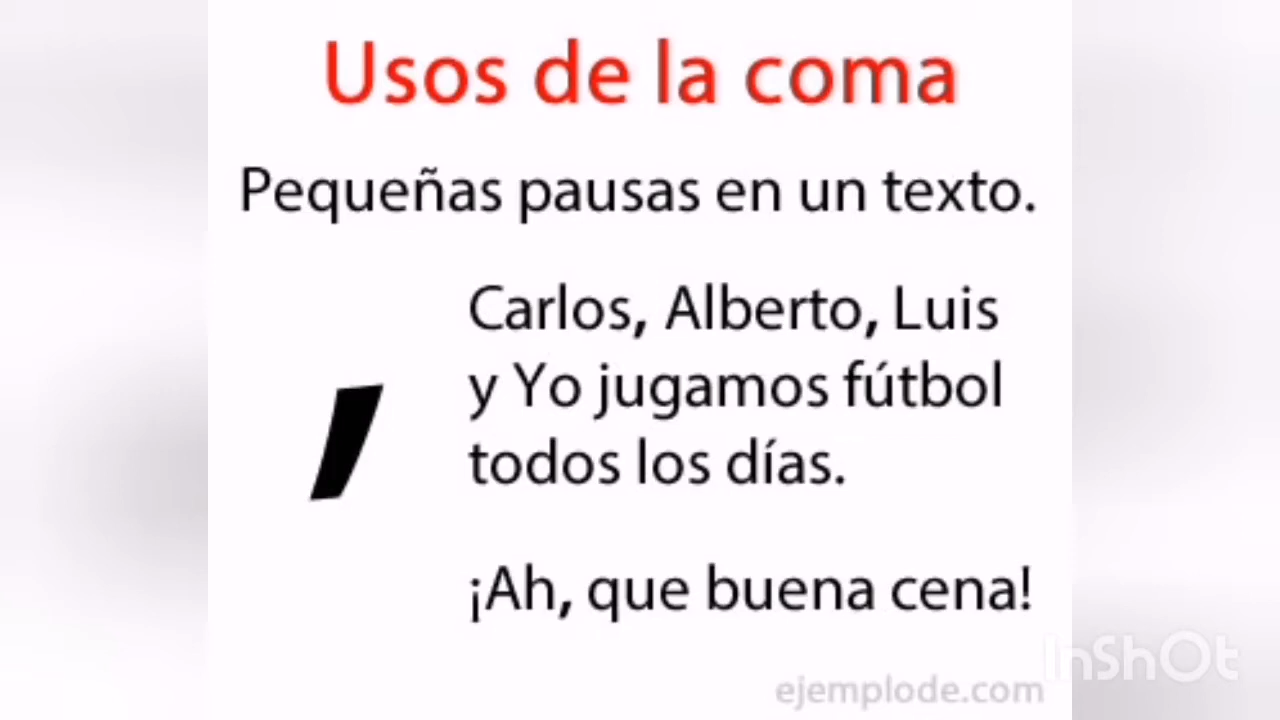 Usos de la coma
Pequeñas pausas en un texto.
,
Carlos, Alberto, Luis
y Yo jugamos fútbol
todos los días.
¡Ah, que buena cena!
InShOt
ejemplode.com